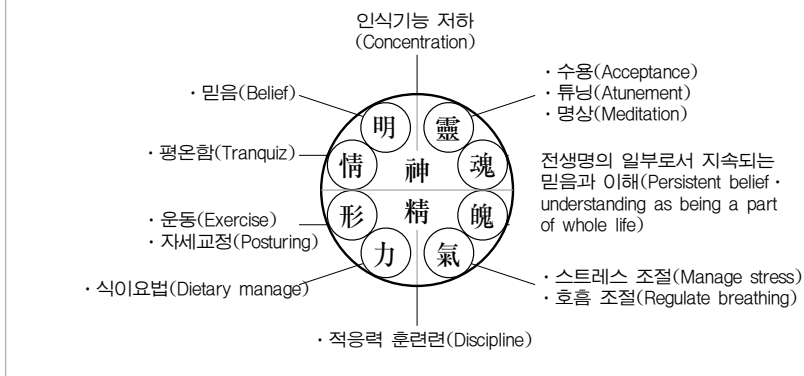 인식기능 저하
(Concentration)
· 믿음(Belief)
· 수용(Acceptance)
· 튜닝(Atunement)
· 명상(Meditation)
明 靈
· 평온함(Tranquiz)
情 神 魂
전생명의 일부로서 지속되는
믿음과 이해(Persistent belief ·
understanding as being a part
of whole life)
形 精 魄
· 운동(Exercise)
· 자세교정(Posturing)
力 氣
· 스트레스 조절(Manage stress)
· 호흡 조절(Regulate breathing)
· 식이요법(Dietary manage)
· 적응력 훈련련(Discipline)